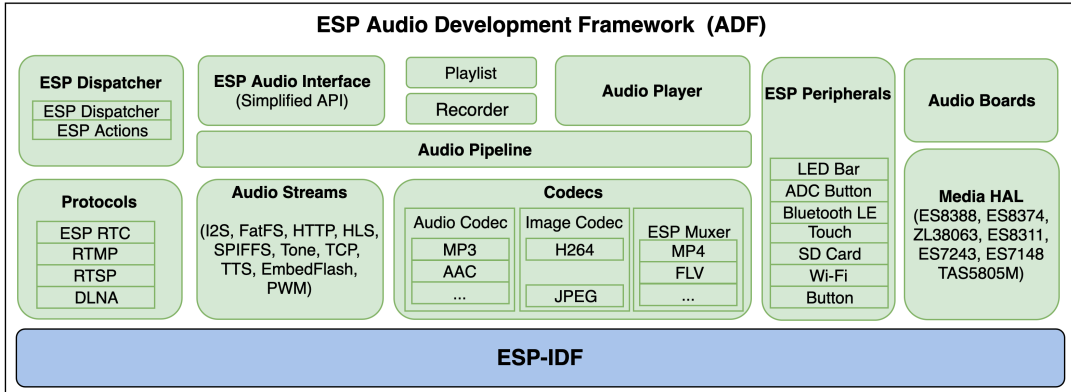 ESP Audio Development Framework (ADF)
ESP Dispatcher
ESP Dispatcher
ESP Actions
ESP Audio Interface
(Simplified API)
Playlist
Recorder
Audio Player
Audio Pipeline
ESP Peripherals
LED Bar
ADC Button
Bluetooth LE
Touch
SD Card
Wi-Fi
Button
Audio Boards
Protocols
ESP RTC
RTMP
RTSP
DLNA
Audio Streams
(I2S, FatFS, HTTP, HLS,
SPIFFS, Tone, TCP,
TTS, EmbedFlash,
PWM)
Codecs
Audio Codec
MP3
AAC
...
Image Codec
H264
JPEG
ESP Muxer
MP4
FLV
...
Media HAL
(ES8388, ES8374,
ZL38063, ES8311,
ES7243, ES7148
TAS5805M)
ESP-IDF